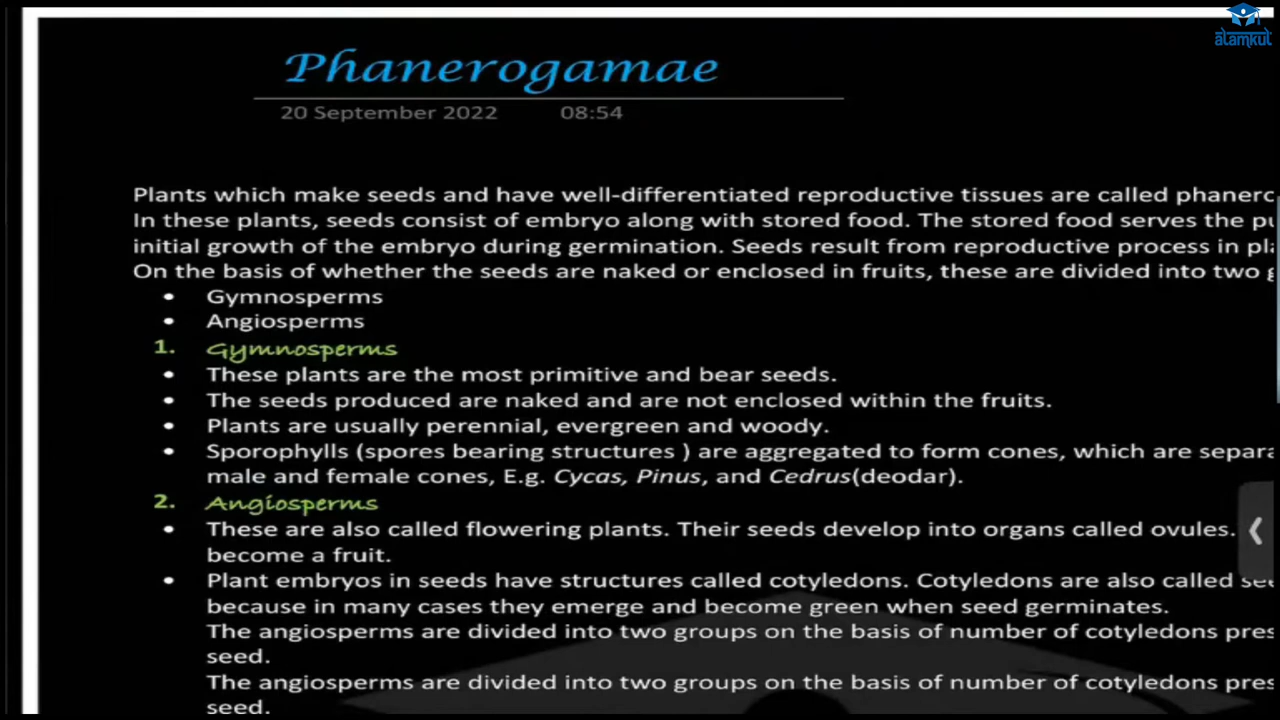 alamkul
Phanerogamae
20 September 2022 08:54
Plants which make seeds and have well-differentiated reproductive tissues are called
In these plants, seeds consist of embryo along with stored food. The stored food serves the
initial growth of the embryo during germination. Seeds result from reproductive process in
On the basis of whether the seeds are naked or enclosed in fruits, these are divided into two
• Gymnosperms
• Angiosperms
1. Gymnosperms
• These plants are the most primitive and bear seeds.
• The seeds produced are naked and are not enclosed within the fruits.
• Plants are usually perennial, evergreen and woody.
• Sporophylls (spores bearing structures ) are aggregated to form cones, which are
male and female cones, E.g. Cycas, Pinus, and Cedrus(deodar).
2. Angiosperms
• These are also called flowering plants. Their seeds develop into organs called ovules.
become a fruit.
• Plant embryos in seeds have structures called cotyledons. Cotyledons are also called
because in many cases they emerge and become green when seed germinates.
The angiosperms are divided into two groups on the basis of number of cotyledons
seed.
The angiosperms are divided into two groups on the basis of number of cotyledons
seed.